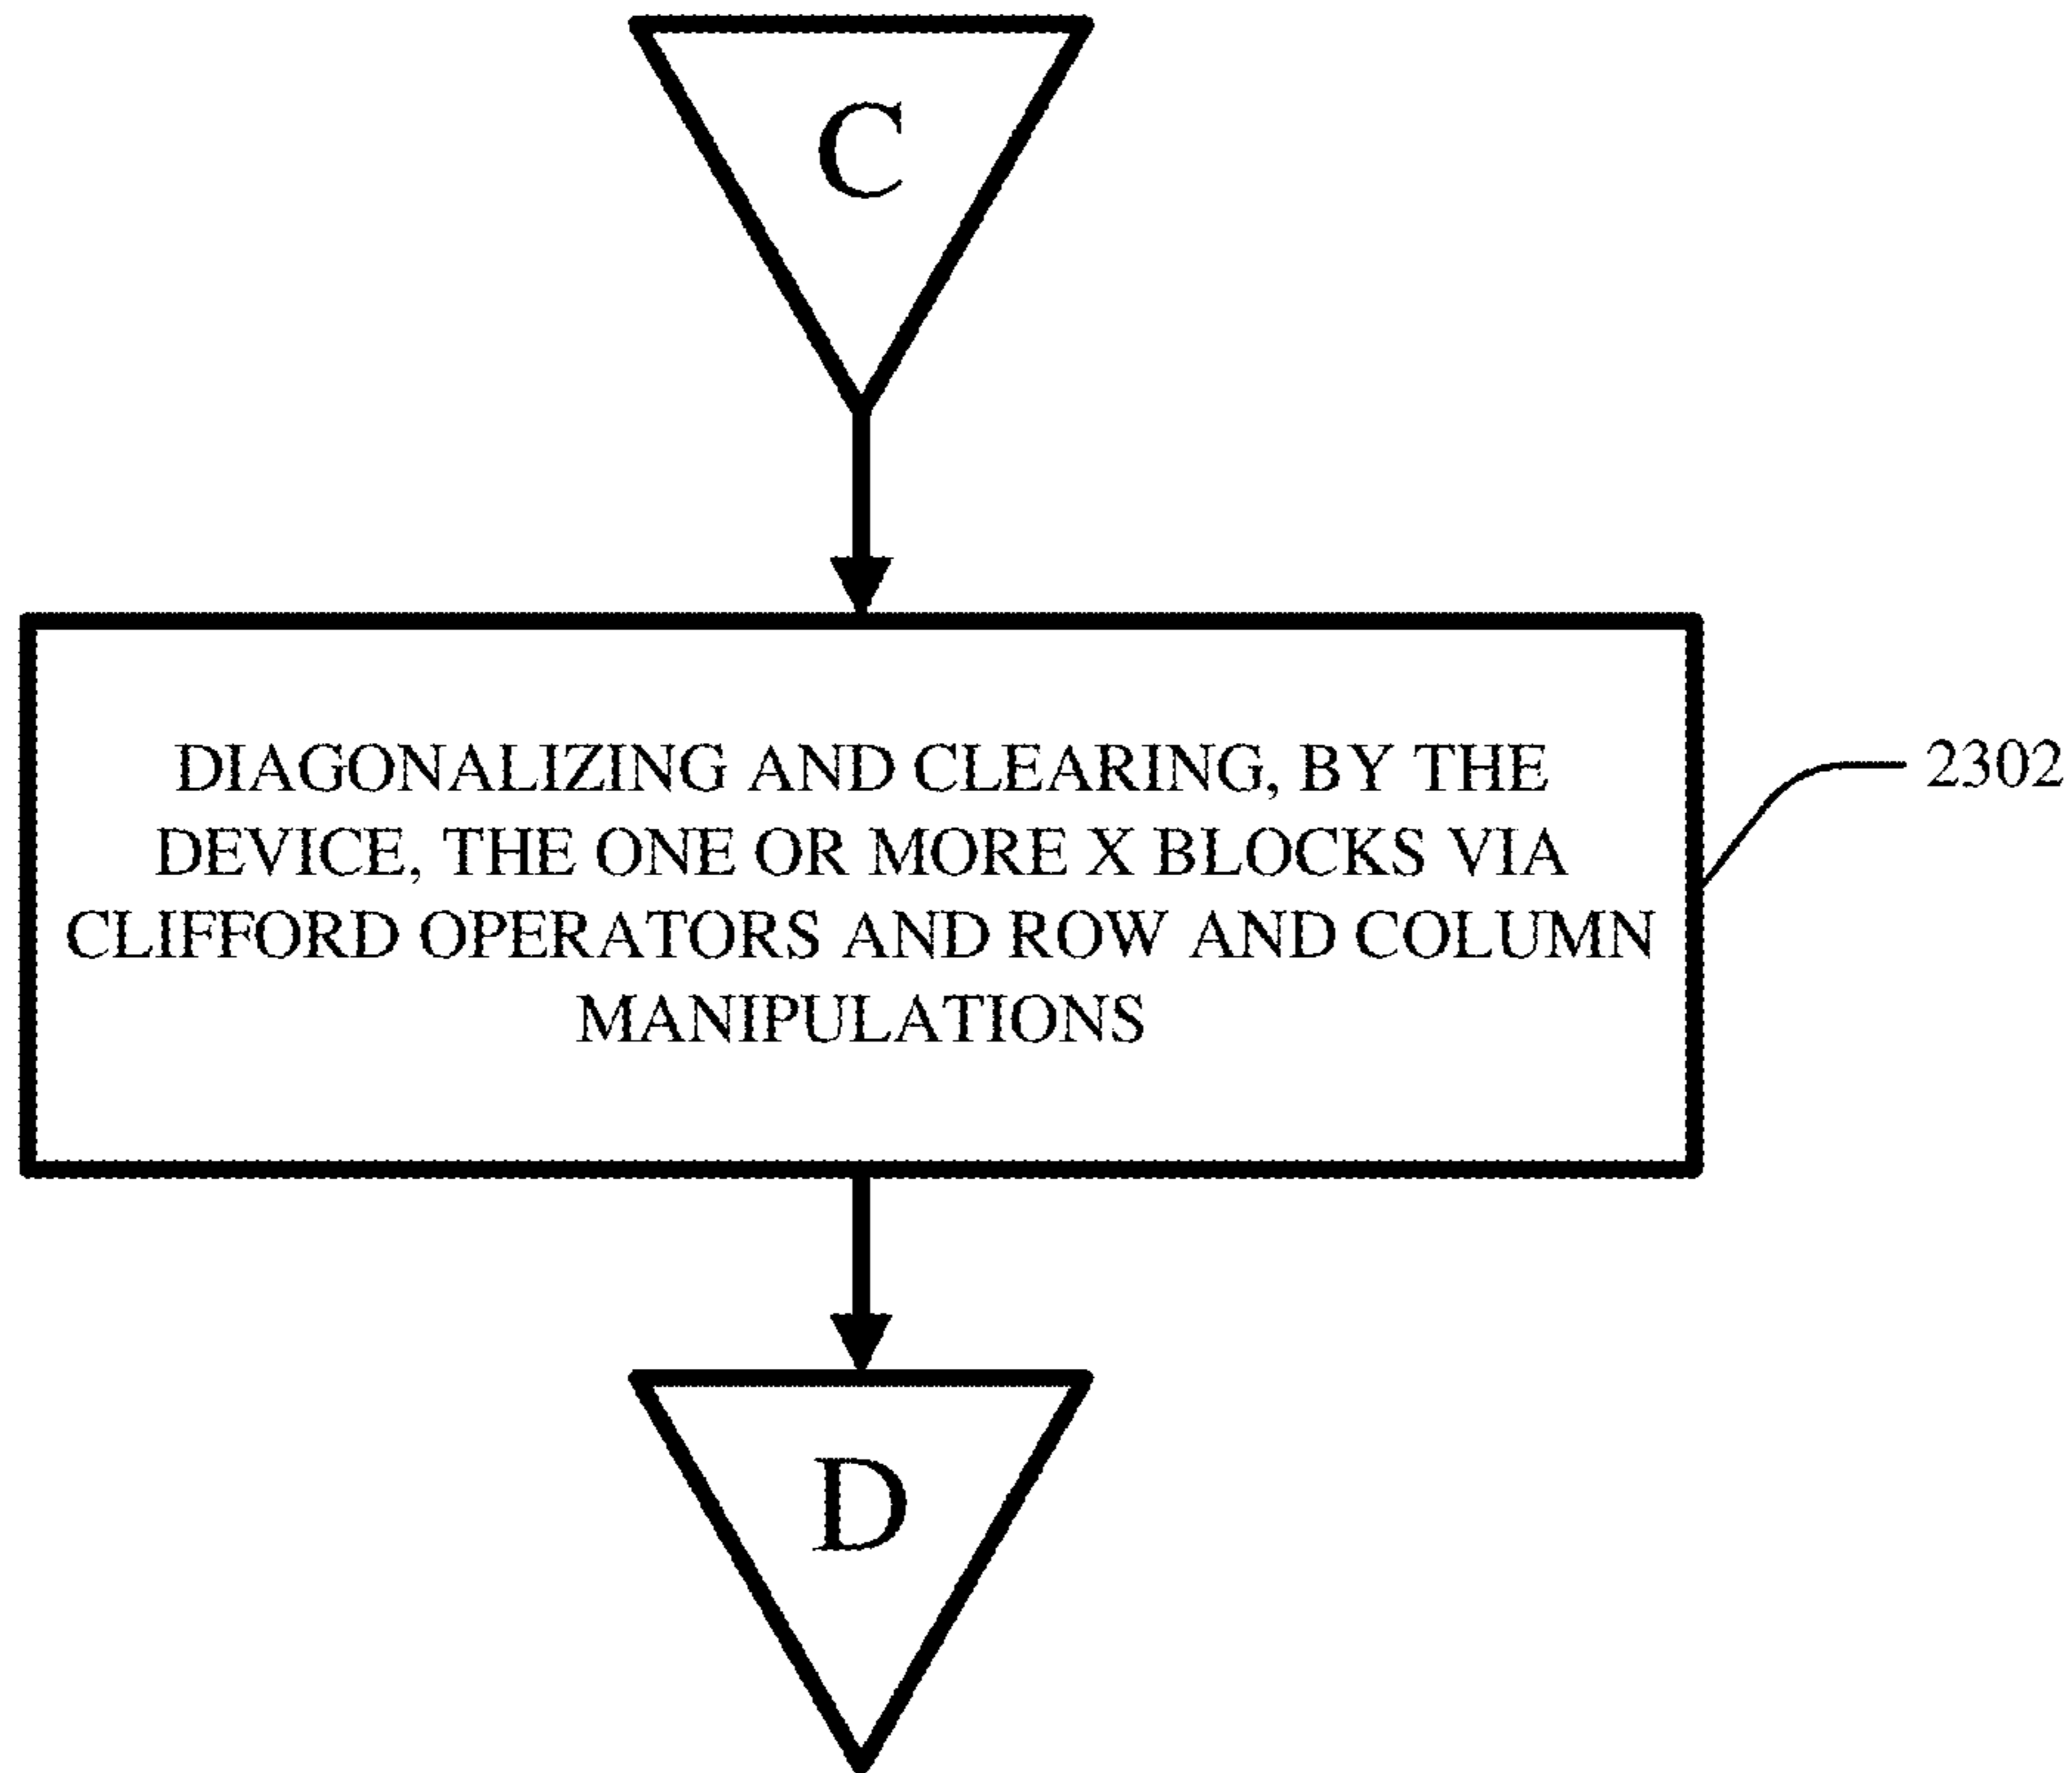 C
DIAGONALIZING AND CLEARING, BY THE
DEVICE, THE ONE OR MORE X BLOCKS VIA
CLIFFORD OPERATORS AND ROW AND COLUMN
MANIPULATIONS
2302
D